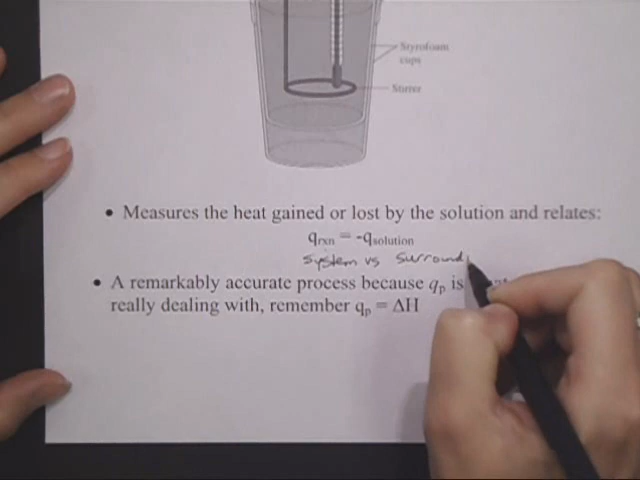 Styrofoam
cups
Stirrer
• Measures the heat gained or lost by the solution and relates:
qrxn = -qsolution
System vs Surroundi
• A remarkably accurate process because qp is
really dealing with, remember qp = ΔH